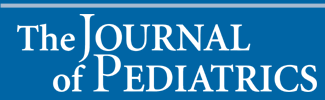 The JOURNAL
of PEDIATRICS